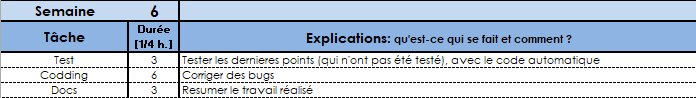 Semaine 6
Tâche Durée [1/4 h.] Explications: qu'est-ce qui se fait et comment ?
Test 3 Tester les dernieres points (qui n'ont pas été testé), avec le code automatique
Codding 6 Corriger des bugs
Docs 3 Resumer le travail réalisé